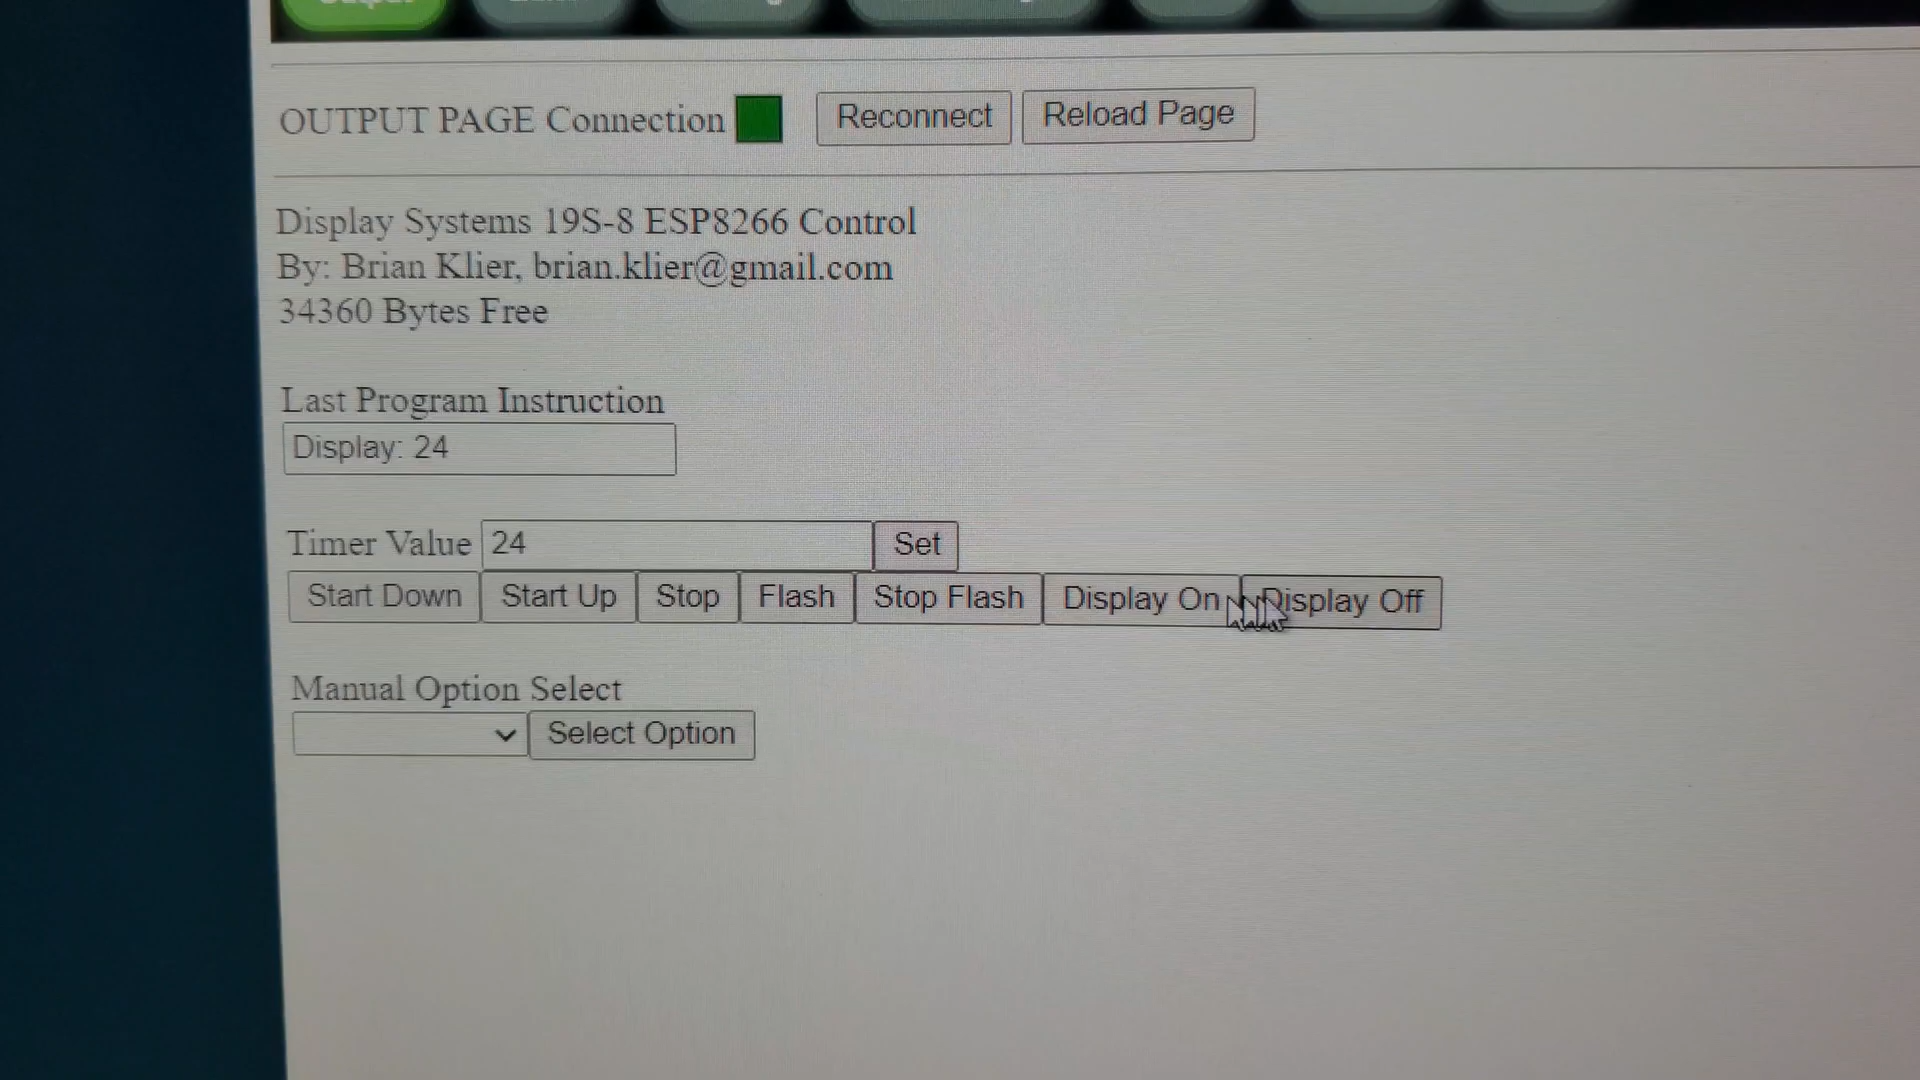 OUTPUT PAGE Connection Reconnect Reload Page
Display Systems 19S-8 ESP8266 Control
By: Brian Klier, brian.klier@gmail.com
34360 Bytes Free
Last Program Instruction
Display: 24
Timer Value 24 Set
Start Down Start Up Stop Flash Stop Flash Display On Display Off
Manual Option Select
Select Option